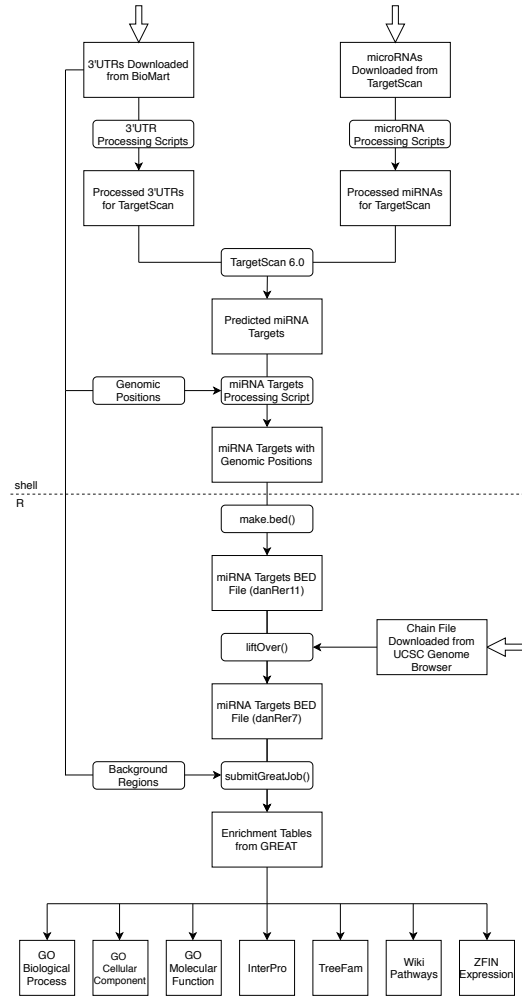 3'UTRs Downloaded
from BioMart
microRNAs
Downloaded from
TargetScan
3'UTR
Processing Scripts
microRNA
Processing Scripts
Processed 3'UTRs
for TargetScan
Processed miRNAs
for TargetScan
TargetScan 6.0
Predicted miRNA
Targets
Genomic
Positions
miRNA Targets
Processing Script
miRNA Targets with
Genomic Positions
shell
R
make.bed()
miRNA Targets BED
File (danRer11)
liftOver()
Chain File
Downloaded from
UCSC Genome
Browser
miRNA Targets BED
File (danRer7)
Background
Regions
submitGreatJob()
Enrichment Tables
from GREAT
GO
Biological
Process
GO
Cellular
Component
GO
Molecular
Function
InterPro
TreeFam
Wiki
Pathways
ZFIN
Expression